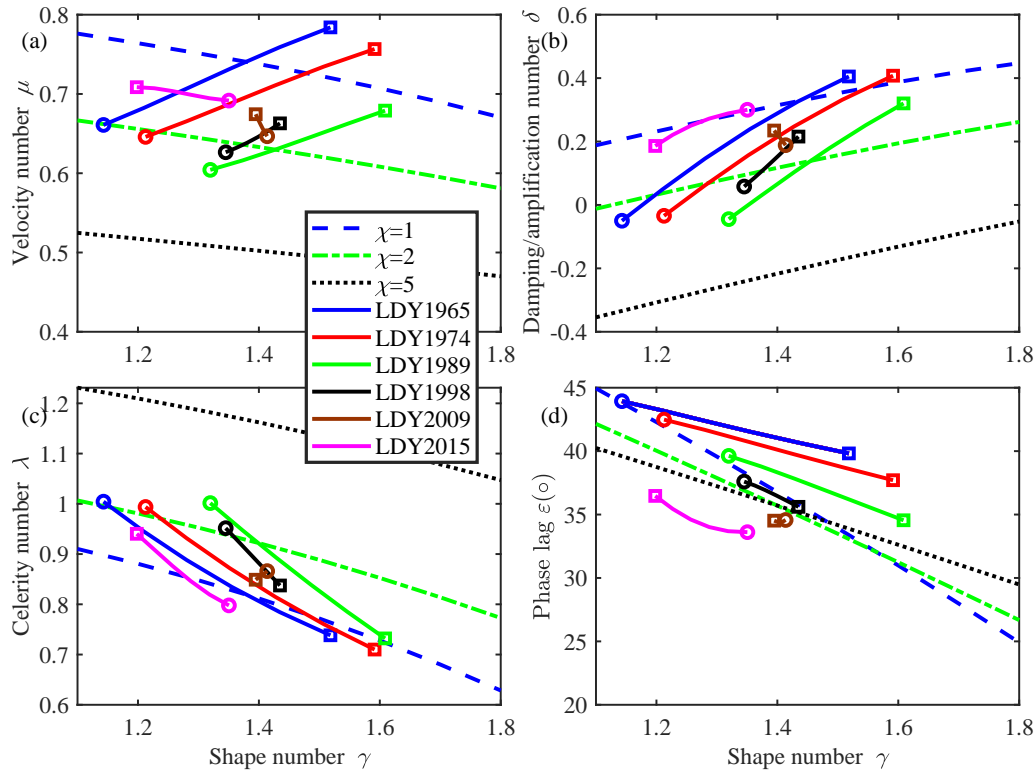 (a)
0.8
0.7
0.6
0.5
0.4
Velocity number μ
1.2 1.4 1.6 1.8
(b)
0.6
0.4
0.2
0
-0.2
-0.4
Damping/amplification number δ
1.2 1.4 1.6 1.8
χ=1
χ=2
χ=5
LDY1965
LDY1974
LDY1989
LDY1998
LDY2009
LDY2015
(c)
1.2
1.1
1
0.9
0.8
0.7
0.6
Celerity number λ
1.2 1.4 1.6 1.8
Shape number γ
(d)
45
40
35
30
25
20
Phase lag ε(○)
1.2 1.4 1.6 1.8
Shape number γ